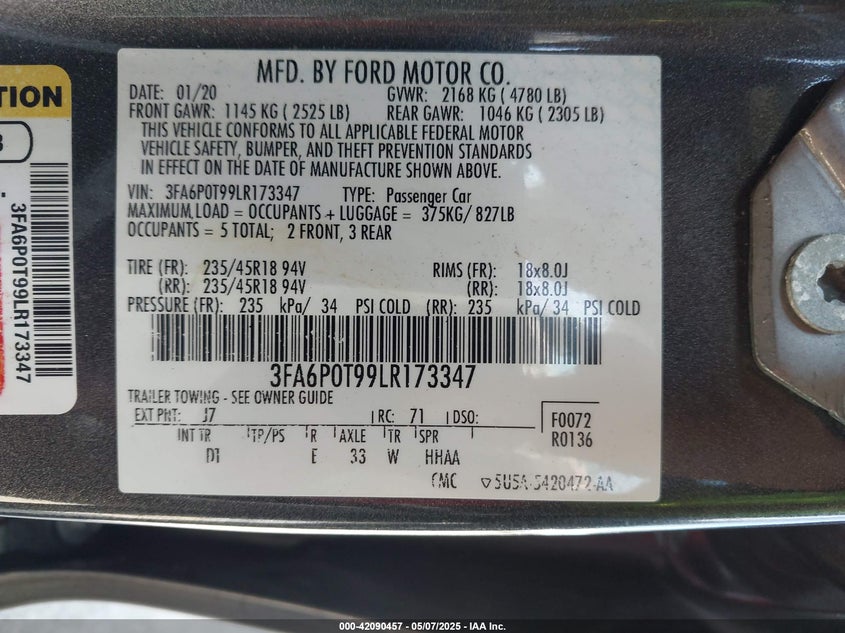 TION
3
3FA6P0T99LR173347
MFD. BY FORD MOTOR CO.
DATE: 01/20 GVWR: 2168 KG ( 4780 LB)
FRONT GAWR: 1145 KG ( 2525 LB) REAR GAWR: 1046 KG ( 2305 LB)
THIS VEHICLE CONFORMS TO ALL APPLICABLE FEDERAL MOTOR
VEHICLE SAFETY, BUMPER, AND THEFT PREVENTION STANDARDS
IN EFFECT ON THE DATE OF MANUFACTURE SHOWN ABOVE.
VIN: 3FA6P0T99LR173347 TYPE: Passenger Car
MAXIMUM LOAD = OCCUPANTS + LUGGAGE = 375KG/ 827LB
OCCUPANTS = 5 TOTAL; 2 FRONT, 3 REAR
TIRE (FR): 235/45R18 94V RIMS (FR): 18x8.0J
(RR): 235/45R18 94V (RR): 18x8.0J
PRESSURE (FR): 235 kPa/ 34 PSI COLD (RR): 235 kPa/ 34 PSI COLD
3FA6P0T99LR173347
TRAILER TOWING - SEE OWNER GUIDE
EXT PNT: J7 RC: 71 DSO: F0072
R0136
INT TR TP/PS R AXLE TR SPR
D1 E 33 W HHAA
CMC 5U5A-5420472-AA
000-42090457 - 05/07/2025 - IAA Inc.